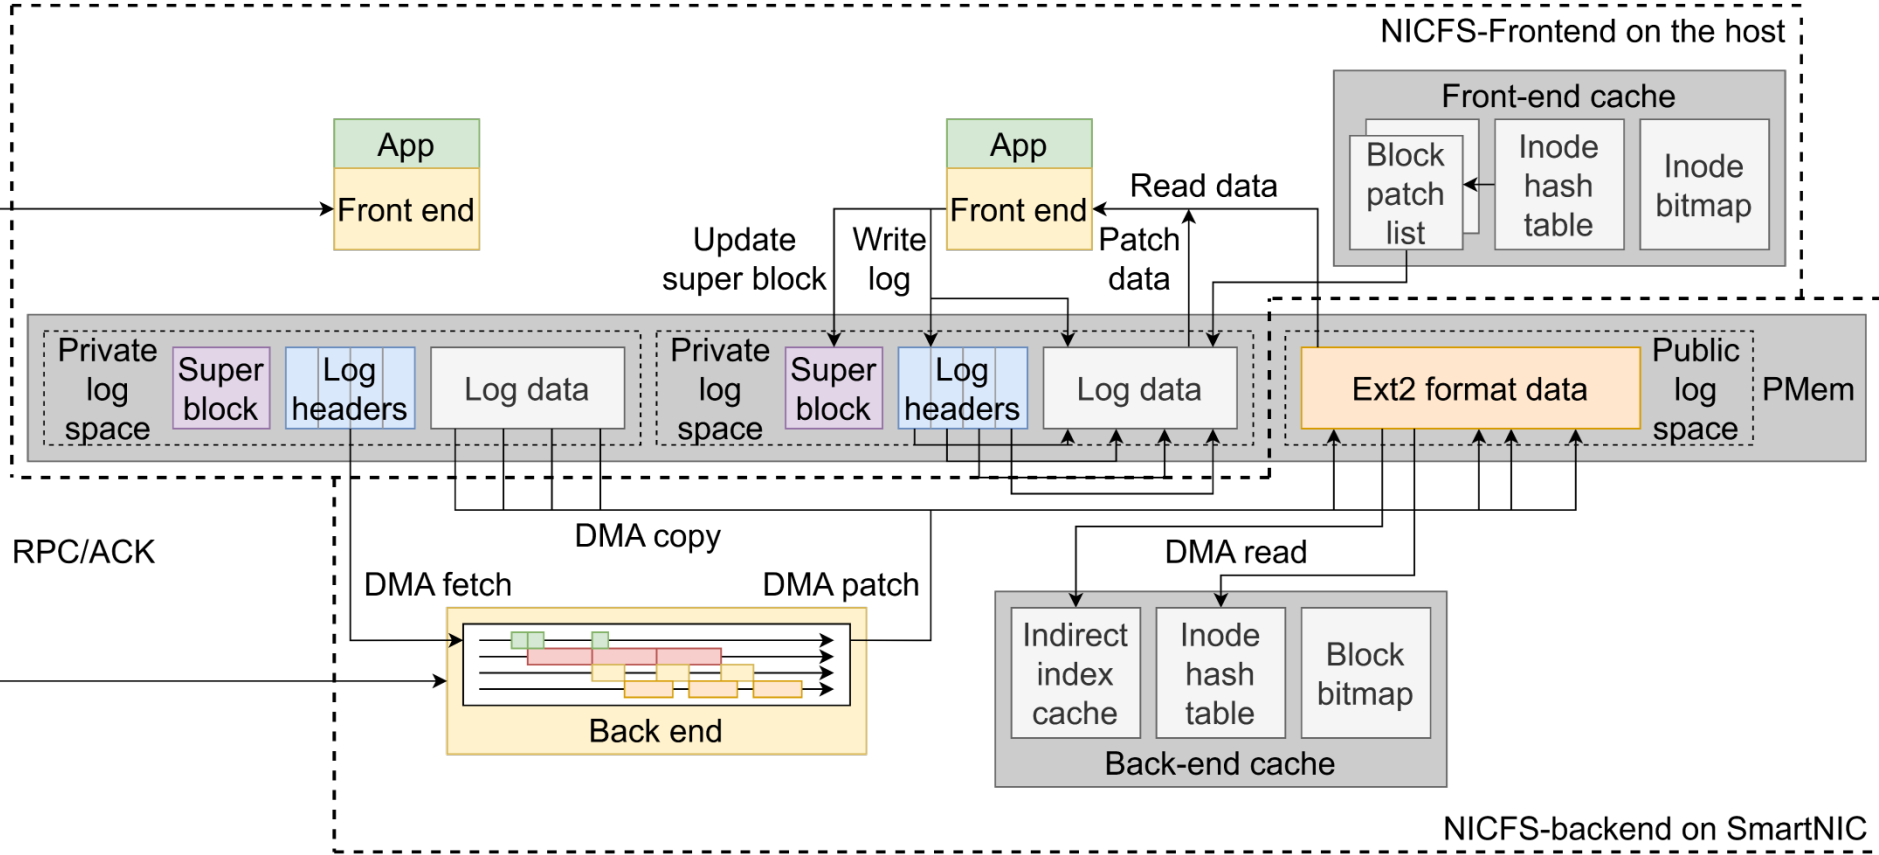 NICFS-Frontend on the host
Front-end cache
Block
patch
list
Inode
hash
table
Inode
bitmap
App
Front end
App
Front end
Read data
Update
super block
Write
log
Patch
data
Private
log
space
Super
block
Log
headers
Log data
Private
log
space
Super
block
Log
headers
Log data
Ext2 format data
Public
log
space
PMem
RPC/ACK
DMA copy
DMA fetch
DMA patch
DMA read
Back end
Indirect
index
cache
Inode
hash
table
Block
bitmap
Back-end cache
NICFS-backend on SmartNIC